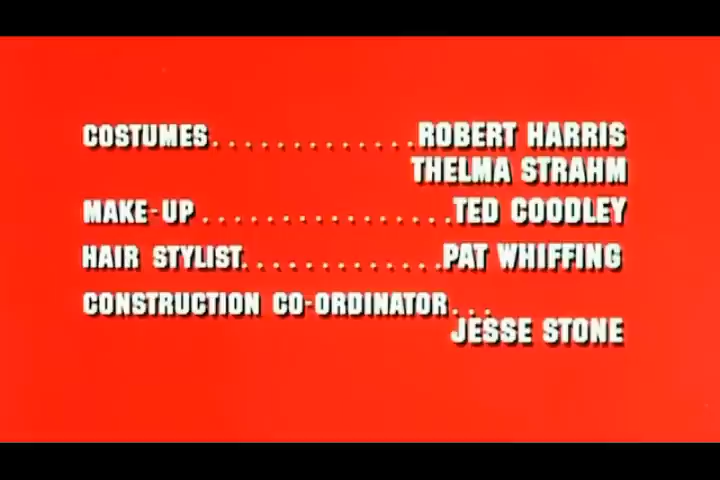 COSTUMES.............ROBERT HARRIS
THELMA STRAHM
MAKE-UP................TED COODLEY
HAIR STYLIST.............PAT WHIFFING
CONSTRUCTION CO-ORDINATOR...
JESSE STONE